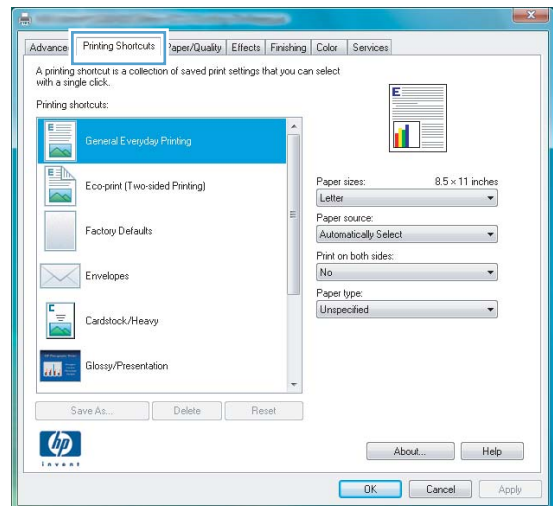 Advance
Printing Shortcuts
Paper/Quality
Effects
Finishing
Color
Services
A printing shortcut is a collection of saved print settings that you can select
with a single click.
Printing shortcuts:
E
General Everyday Printing
E
Eco-print (Two-sided Printing)
Factory Defaults
Envelopes
C
Cardstock/Heavy
Glossy/Presentation
Save As...
Delete
Reset
E
Paper sizes: 8.5 × 11 inches
Letter
Paper source:
Automatically Select
Print on both sides:
No
Paper type:
Unspecified
hp
invent
About...
Help
OK
Cancel
Apply